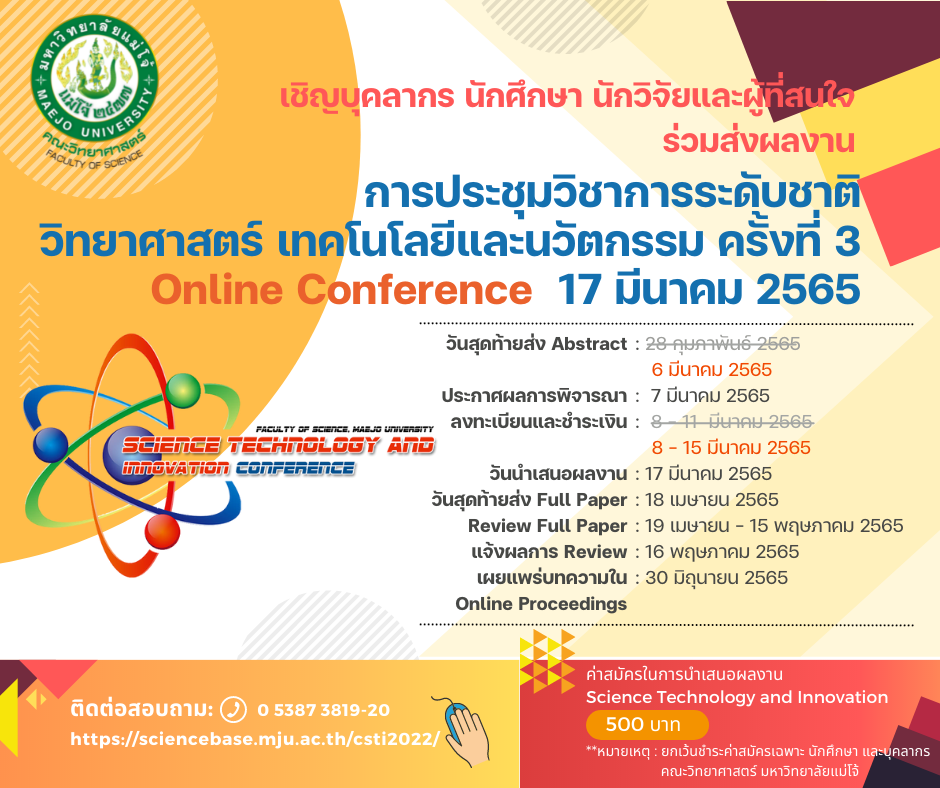 มหาวิทยาลัยแม่โจ้
แม่โจ้ ๒๔๗๗
MAEJO UNIVERSITY
คณะวิทยาศาสตร์
FACULTY OF SCIENCE
เชิญบุคลากร นักศึกษา นักวิจัยและผู้ที่สนใจ
ร่วมส่งผลงาน
การประชุมวิชาการระดับชาติ
วิทยาศาสตร์ เทคโนโลยีและนวัตกรรม ครั้งที่ 3
Online Conference 17 มีนาคม 2565
วันสุดท้ายส่ง Abstract : 28 กุมภาพันธ์ 2565
6 มีนาคม 2565
ประกาศผลการพิจารณา : 7 มีนาคม 2565
ลงทะเบียนและชำระเงิน : 8 - 11 มีนาคม 2565
8 - 15 มีนาคม 2565
วันนำเสนอผลงาน : 17 มีนาคม 2565
วันสุดท้ายส่ง Full Paper : 18 เมษายน 2565
Review Full Paper : 19 เมษายน - 15 พฤษภาคม 2565
แจ้งผลการ Review : 16 พฤษภาคม 2565
เผยแพร่บทความใน : 30 มิถุนายน 2565
Online Proceedings
FACULTY OF SCIENCE, MAEJO UNIVERSITY
SCIENCE TECHNOLOGY AND
INNOVATION CONFERENCE
ติดต่อสอบถาม: 0 5387 3819-20
https://sciencebase.mju.ac.th/csti2022/
ค่าสมัครในการนำเสนอผลงาน
Science Technology and Innovation
500 บาท
**หมายเหตุ : ยกเว้นชำระค่าสมัครเฉพาะ นักศึกษา และบุคลากร
คณะวิทยาศาสตร์ มหาวิทยาลัยแม่โจ้